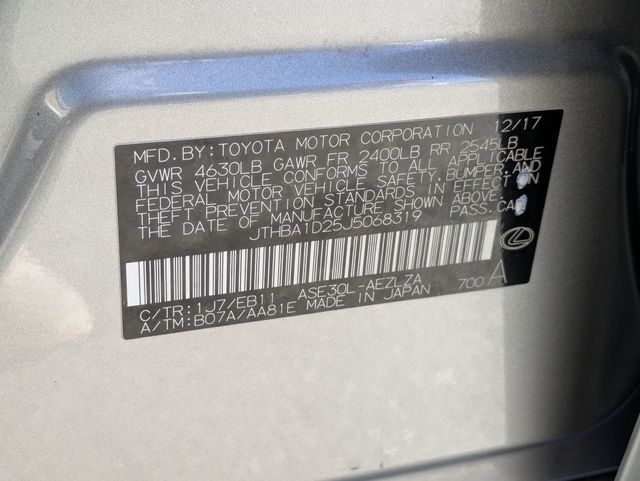 MFD.BY:TOYOTA MOTOR CORPORATION 12/17
GVWR 4630LB GAWR FR 2400LB RR 2545LB
THIS VEHICLE CONFORMS TO ALL APPLICABLE
FEDERAL MOTOR VEHICLE SAFETY,BUMPER,AND
THEFT PREVENTION STANDARDS IN EFFECT ON
THE DATE OF MANUFACTURE SHOWN ABOVE.
JTHBA1D25J5068319 PASS.CAR
C/TR:1J7/EB11 ASE30L-AEZLZA 700/A
A/TM:B07A/AA81E MADE IN JAPAN